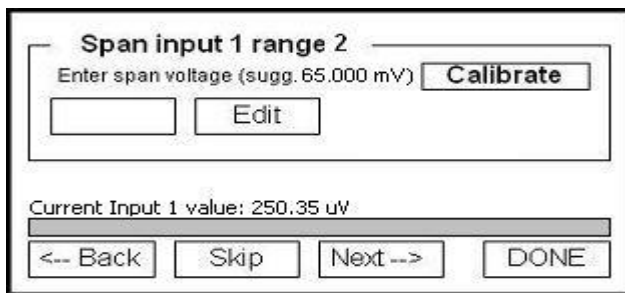 Span input 1 range 2
Enter span voltage (sugg. 65.000 mV) Calibrate
Edit
Current Input 1 value: 250.35 uV
<-- Back Skip Next --> DONE